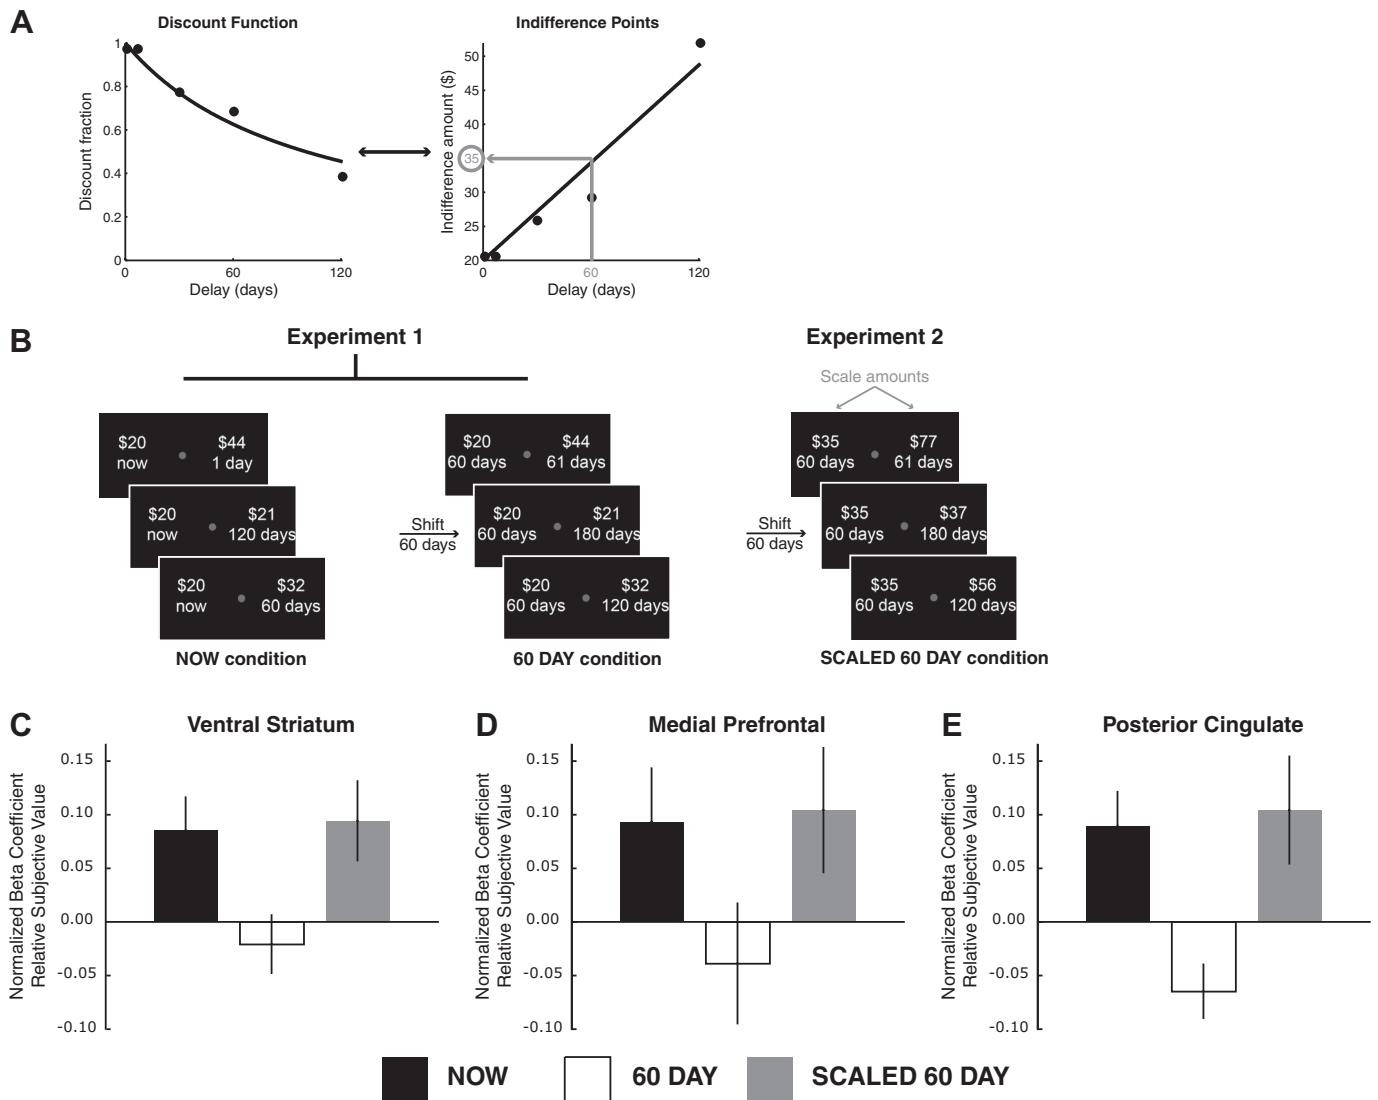 A
Discount Function
Indifference Points
1
0.8
0.6
0.4
0.2
0
0
60
120
Discount fraction
Delay (days)
50
45
40
35
30
25
20
0
60
120
Indifference amount ($)
Delay (days)
B
Experiment 1
Experiment 2
Scale amounts
$20 $44
now 1 day
$20 $21
now 120 days
$20 $32
now 60 days
NOW condition
Shift
60 days
$20 $44
60 days 61 days
$20 $21
60 days 180 days
$20 $32
60 days 120 days
60 DAY condition
Shift
60 days
$35 $77
60 days 61 days
$35 $37
60 days 180 days
$35 $56
60 days 120 days
SCALED 60 DAY condition
C
Ventral Striatum
Normalized Beta Coefficient
Relative Subjective Value
0.15
0.10
0.05
0.00
-0.05
-0.10
D
Medial Prefrontal
Normalized Beta Coefficient
Relative Subjective Value
0.15
0.10
0.05
0.00
-0.05
-0.10
E
Posterior Cingulate
Normalized Beta Coefficient
Relative Subjective Value
0.15
0.10
0.05
0.00
-0.05
-0.10
NOW
60 DAY
SCALED 60 DAY